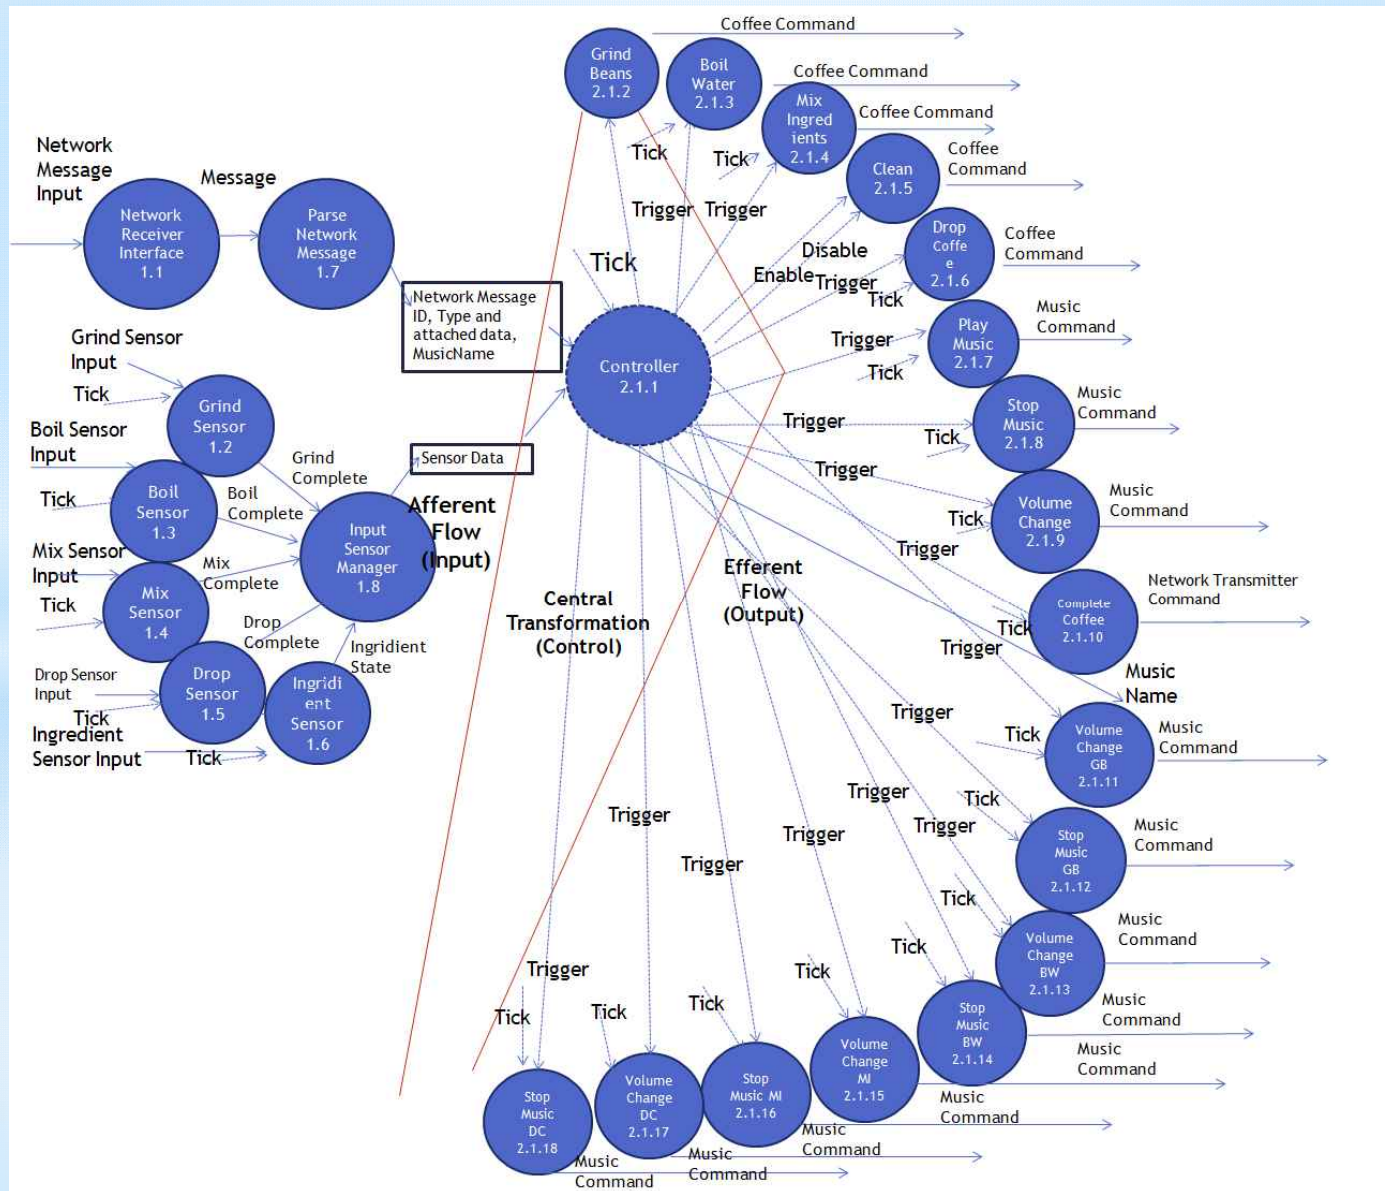 Coffee Command
Grind
Beans
2.1.2
Boil
Water
2.1.3
Coffee Command
Mix
Ingred
ients
2.1.4
Coffee Command
Tick
Tick
Clean
2.1.5
Coffee
Command
Trigger
Trigger
Drop
Coffe
e
2.1.6
Coffee
Command
Disable
Enable
Trigger
Tick
Network
Message
Input
Message
Network
Receiver
Interface
1.1
Parse
Network
Message
1.7
Tick
Network Message
ID, Type and
attached data,
MusicName
Controller
2.1.1
Trigger
Tick
Play
Music
2.1.7
Music
Command
Grind Sensor
Input
Tick
Grind
Sensor
1.2
Boil Sensor
Input
Tick
Boil
Sensor
1.3
Grind
Complete
Boil
Complete
Sensor Data
Mix Sensor
Input
Tick
Mix
Sensor
1.4
Mix
Complete
Input
Sensor
Manager
1.8
Afferent
Flow
(Input)
Drop
Complete
Ingridient
State
Drop Sensor
Input
Tick
Drop
Sensor
1.5
Ingridi
ent
Sensor
1.6
Ingredient
Sensor Input
Tick
Central
Transformation
(Control)
Efferent
Flow
(Output)
Trigger
Tick
Stop
Music
2.1.8
Music
Command
Trigger
Tick
Volume
Change
2.1.9
Music
Command
Trigger
Tick
Complete
Coffee
2.1.10
Network Transmitter
Command
Trigger
Music
Name
Tick
Volume
Change
GB
2.1.11
Music
Command
Trigger
Tick
Stop
Music
GB
2.1.12
Music
Command
Trigger
Trigger
Tick
Volume
Change
BW
2.1.13
Music
Command
Trigger
Trigger
Trigger
Tick
Stop
Music
BW
2.1.14
Music
Command
Tick
Volume
Change
MI
2.1.15
Music
Command
Trigger
Tick
Tick
Tick
Stop
Music MI
2.1.16
Music
Command
Volume
Change
DC
2.1.17
Music
Command
Stop
Music
DC
2.1.18
Music
Command
Music
Command